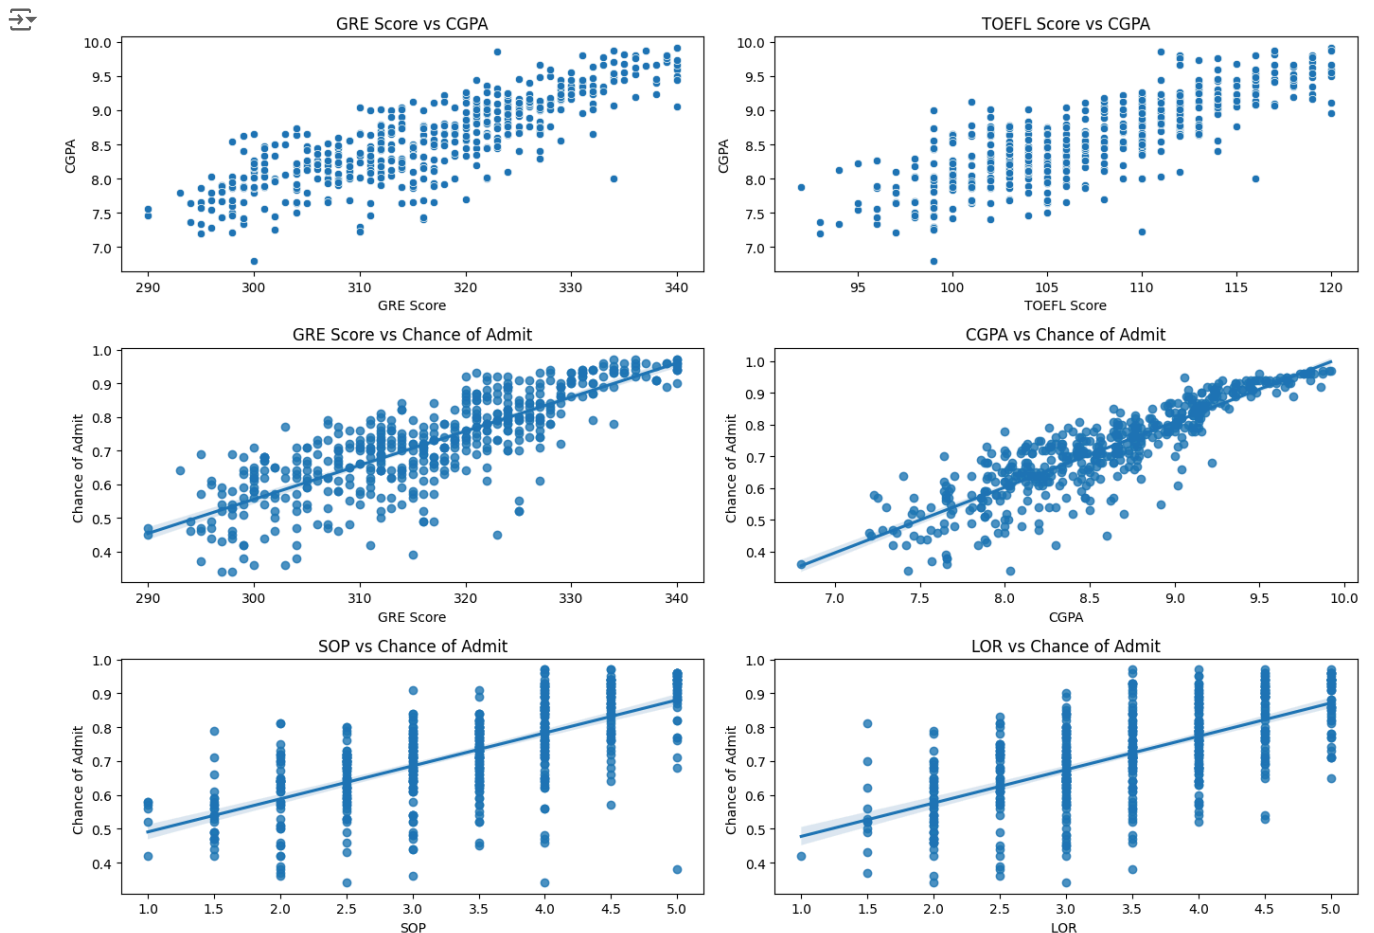 GRE Score vs CGPA
10.0
9.5
9.0
8.5
8.0
7.5
7.0
CGPA
290 300 310 320 330 340
GRE Score
TOEFL Score vs CGPA
10.0
9.5
9.0
8.5
8.0
7.5
7.0
CGPA
95 100 105 110 115 120
TOEFL Score
GRE Score vs Chance of Admit
1.0
0.9
0.8
0.7
0.6
0.5
0.4
Chance of Admit
290 300 310 320 330 340
GRE Score
CGPA vs Chance of Admit
1.0
0.9
0.8
0.7
0.6
0.5
0.4
Chance of Admit
7.0 7.5 8.0 8.5 9.0 9.5 10.0
CGPA
SOP vs Chance of Admit
1.0
0.9
0.8
0.7
0.6
0.5
0.4
Chance of Admit
1.0 1.5 2.0 2.5 3.0 3.5 4.0 4.5 5.0
SOP
LOR vs Chance of Admit
1.0
0.9
0.8
0.7
0.6
0.5
0.4
Chance of Admit
1.0 1.5 2.0 2.5 3.0 3.5 4.0 4.5 5.0
LOR